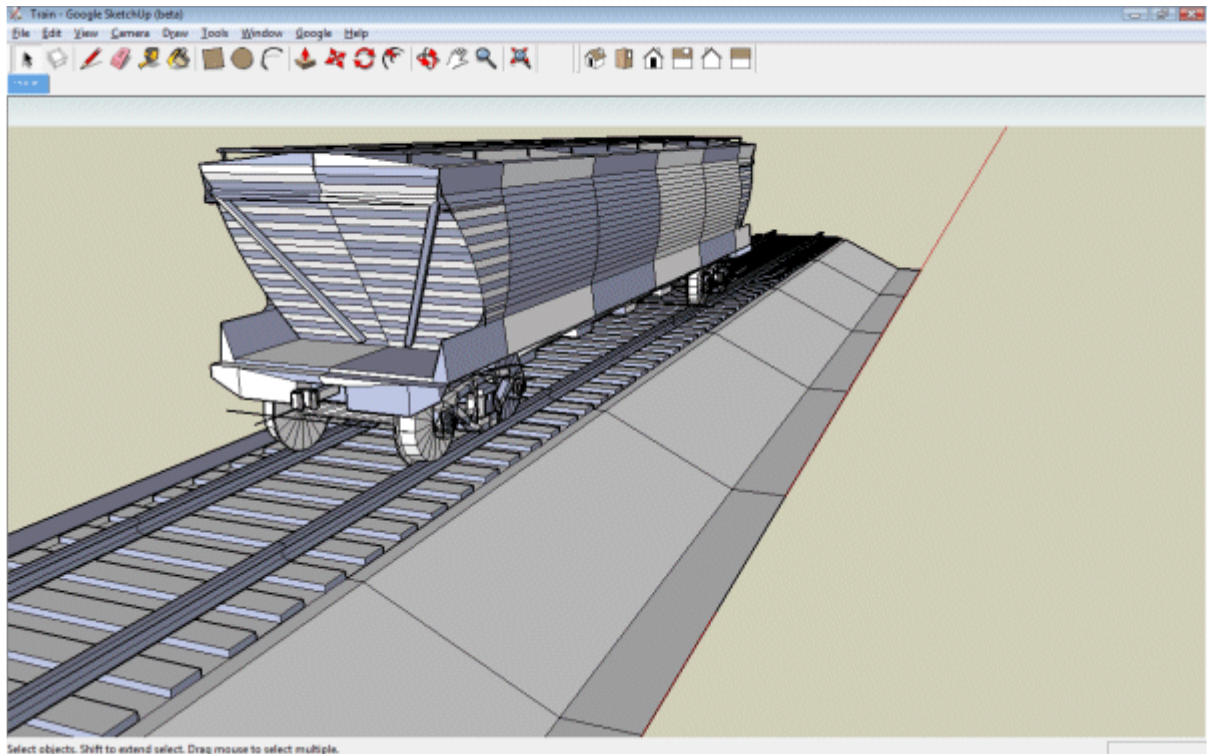 Train - Google SketchUp (beta)
File Edit View Camera Draw Tools Window Google Help
Select objects. Shift to extend select. Drag mouse to select multiple.